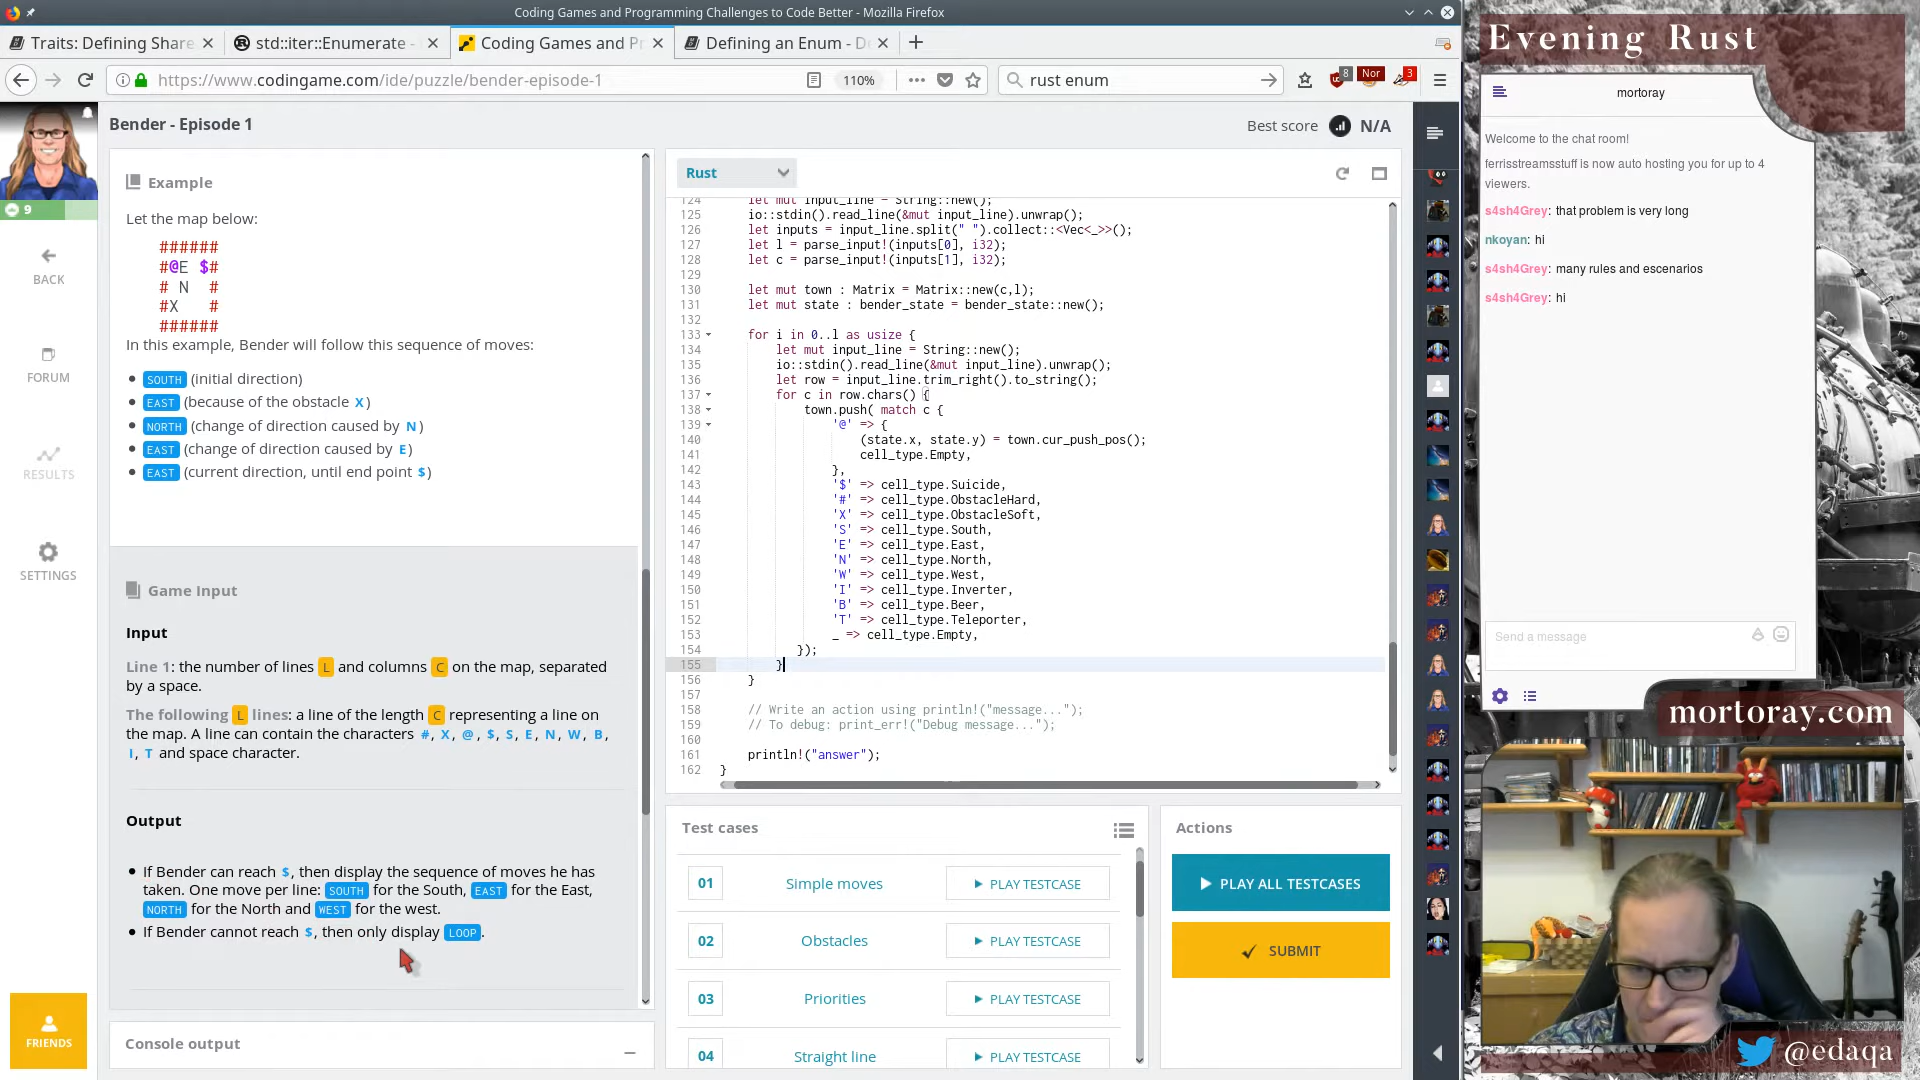 Coding Games and Programming Challenges to Code Better - Mozilla Firefox
Traits: Defining Share
std::iter::Enumerate -
Coding Games and Pr
Defining an Enum - D
https://www.codingame.com/ide/puzzle/bender-episode-1
110%
rust enum
8
Nor
3
Bender - Episode 1
Best score
N/A
9
BACK
FORUM
RESULTS
SETTINGS
FRIENDS
Example
Let the map below:
######
#@E $#
# N  #
#X   #
######
In this example, Bender will follow this sequence of moves:
SOUTH (initial direction)
EAST (because of the obstacle X)
NORTH (change of direction caused by N)
EAST (change of direction caused by E)
EAST (current direction, until end point $)
Game Input
Input
Line 1: the number of lines L and columns C on the map, separated
by a space.
The following L lines: a line of the length C representing a line on
the map. A line can contain the characters #, X, @, $, S, E, N, W, B,
I, T and space character.
Output
If Bender can reach $, then display the sequence of moves he has
taken. One move per line: SOUTH for the South, EAST for the East,
NORTH for the North and WEST for the west.
If Bender cannot reach $, then only display LOOP.
Console output
Rust
124 let mut input_line = String::new();
125 io::stdin().read_line(&mut input_line).unwrap();
126 let inputs = input_line.split(" ").collect::<Vec<_>>();
127 let l = parse_input!(inputs[0], i32);
128 let c = parse_input!(inputs[1], i32);
129
130 let mut town : Matrix = Matrix::new(c,l);
131 let mut state : bender_state = bender_state::new();
132
133 for i in 0..l as usize {
134 let mut input_line = String::new();
135 io::stdin().read_line(&mut input_line).unwrap();
136 let row = input_line.trim_right().to_string();
137 for c in row.chars() {
138 town.push( match c {
139 '@' => {
140 (state.x, state.y) = town.cur_push_pos();
141 cell_type.Empty,
142 },
143 '$' => cell_type.Suicide,
144 '#' => cell_type.ObstacleHard,
145 'X' => cell_type.ObstacleSoft,
146 'S' => cell_type.South,
147 'E' => cell_type.East,
148 'N' => cell_type.North,
149 'W' => cell_type.West,
150 'I' => cell_type.Inverter,
151 'B' => cell_type.Beer,
152 'T' => cell_type.Teleporter,
153 _ => cell_type.Empty,
154 });
155 }
156 }
157
158 // Write an action using println!("message...");
159 // To debug: print_err!("Debug message...");
160
161 println!("answer");
162 }
Test cases
01 Simple moves PLAY TESTCASE
02 Obstacles PLAY TESTCASE
03 Priorities PLAY TESTCASE
04 Straight line PLAY TESTCASE
Actions
PLAY ALL TESTCASES
SUBMIT
Evening Rust
mortoray
Welcome to the chat room!
ferrisstreamsstuff is now auto hosting you for up to 4
viewers.
s4sh4Grey: that problem is very long
nkoyan: hi
s4sh4Grey: many rules and escenarios
s4sh4Grey: hi
Send a message
mortoray.com
@edaqa